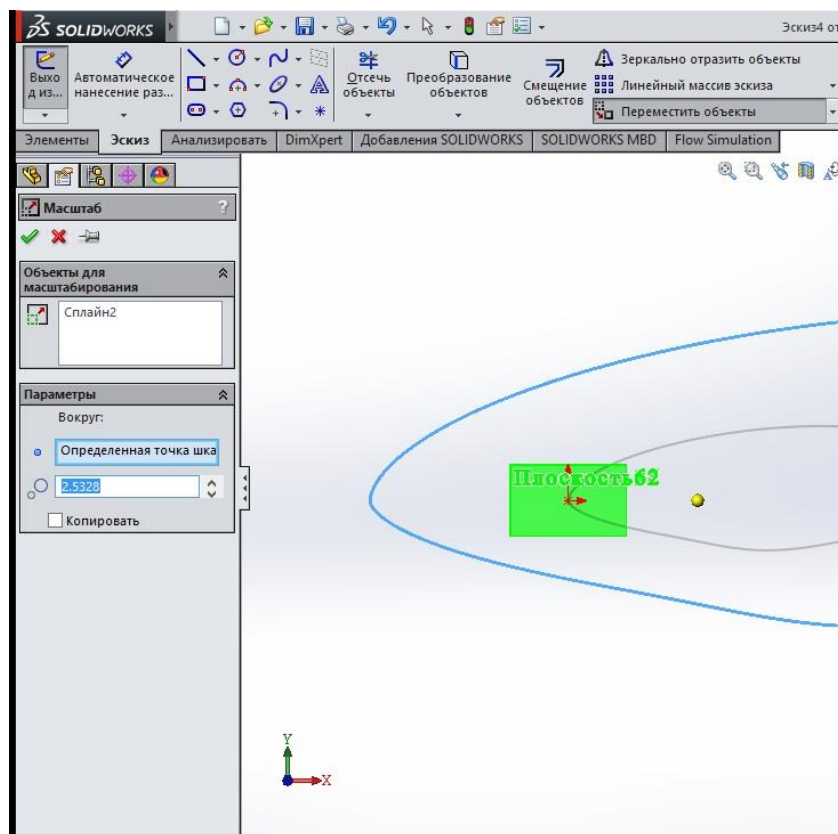 SOLIDWORKS
Эскиз4 от
Выхо
д из...
Автоматическое
нанесение раз...
Отсечь
объекты
Преобразование
объектов
Смещение
объектов
Зеркально отразить объекты
Линейный массив эскиза
Переместить объекты
Элементы
Эскиз
Анализировать
DimXpert
Добавления SOLIDWORKS
SOLIDWORKS MBD
Flow Simulation
Масштаб
?
Объекты для
масштабирования
Сплайн2
Параметры
Вокруг:
Определенная точка шка
2.5328
Копировать
Плоскость62
Y
X